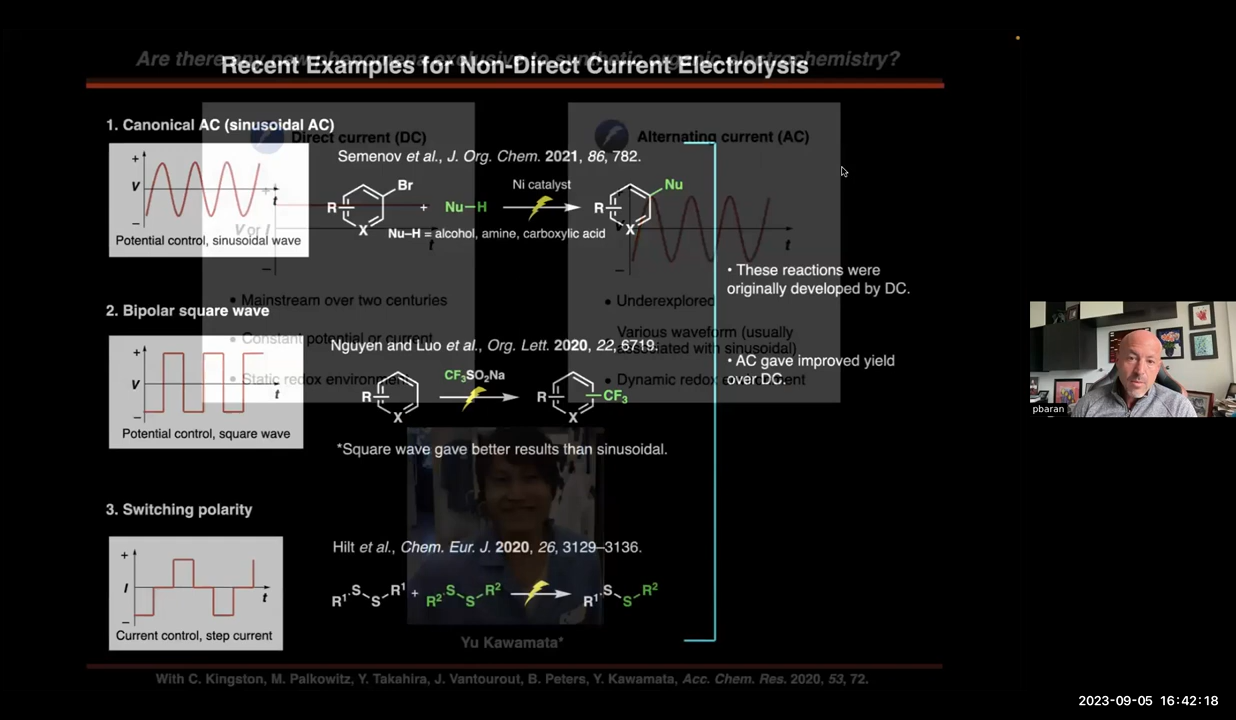 Are there any new phenomena exclusive to synthetic organic electrochemistry?
Recent Examples for Non-Direct Current Electrolysis
1. Canonical AC (sinusoidal AC)
Direct current (DC)
Alternating current (AC)
Semenov et al., J. Org. Chem. 2021, 86, 782.
+
V
−
t
Potential control, sinusoidal wave
+
V or I
−
t
R
Br
X
+
Nu–H
Ni catalyst
R
Nu
X
Nu–H = alcohol, amine, carboxylic acid
−
t
• These reactions were
originally developed by DC.
• Mainstream over two centuries
• Underexplored
2. Bipolar square wave
• Constant potential or current
Various waveform (usually
associated with sinusoidal)
Nguyen and Luo et al., Org. Lett. 2020, 22, 6719.
• AC gave improved yield
over DC.
• Static redox environment
• Dynamic redox environment
+
V
−
t
Potential control, square wave
R
X
CF3SO2Na
R
X
CF3
*Square wave gave better results than sinusoidal.
3. Switching polarity
Hilt et al., Chem. Eur. J. 2020, 26, 3129–3136.
+
I
−
t
Current control, step current
R1 S S R1 + R2 S S R2
R1 S S R2
Yu Kawamata*
With C. Kingston, M. Palkowitz, Y. Takahira, J. Vantourout, B. Peters, Y. Kawamata, Acc. Chem. Res. 2020, 53, 72.
pbaran
2023-09-05 16:42:18